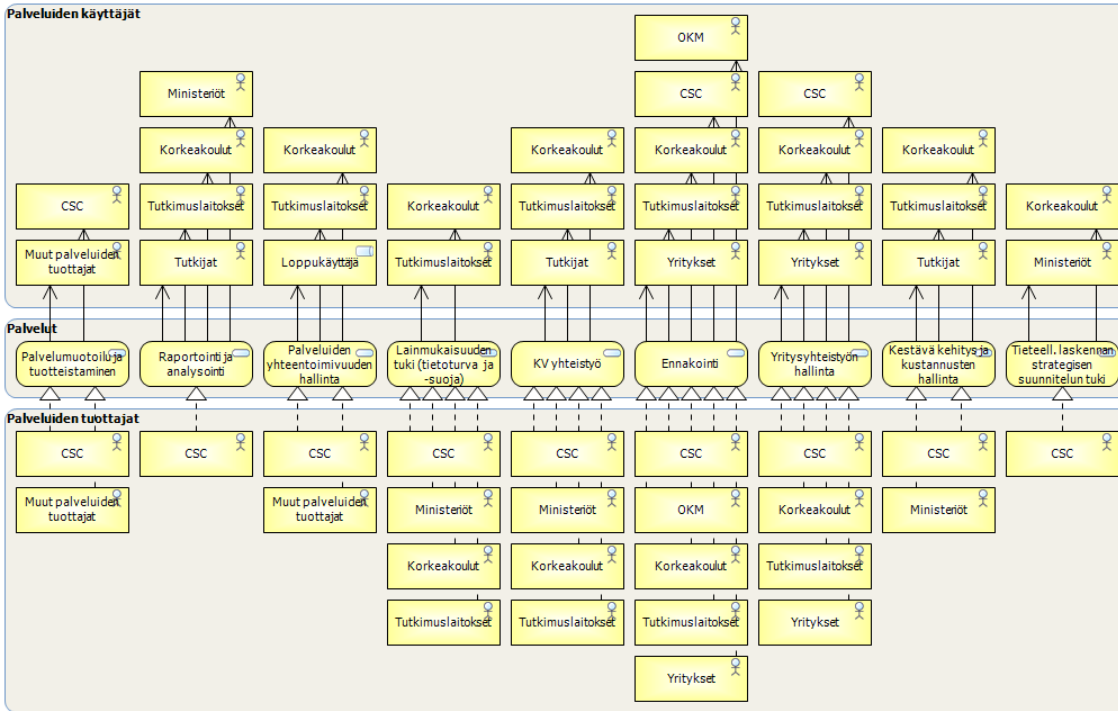 Palveluiden käyttäjät
OKM
Ministeriöt
CSC
CSC
Korkeakoulut
Korkeakoulut
Korkeakoulut
Korkeakoulut
Korkeakoulut
Korkeakoulut
CSC
Tutkimuslaitokset
Tutkimuslaitokset
Korkeakoulut
Tutkimuslaitokset
Tutkimuslaitokset
Tutkimuslaitokset
Tutkimuslaitokset
Korkeakoulut
Muut palveluiden
tuottajat
Tutkijat
Loppukäyttäjä
Tutkimuslaitokset
Tutkijat
Yritykset
Yritykset
Tutkijat
Ministeriöt
Palvelut
Palvelumuotoilu ja
tuotteistaminen
Raportointi ja
analysointi
Palveluiden
yhteentoimivuuden
hallinta
Lainmukaisuuden
tuki (tietoturva ja
-suoja)
KV yhteistyö
Ennakointi
Yritysyhteistyön
hallinta
Kestävä kehitys ja
kustannusten
hallinta
Tieteell. laskennan
strategisen
suunnitelun tuki
Palveluiden tuottajat
CSC
CSC
CSC
CSC
CSC
CSC
CSC
CSC
CSC
Muut palveluiden
tuottajat
Muut palveluiden
tuottajat
Ministeriöt
Ministeriöt
OKM
Korkeakoulut
Ministeriöt
Korkeakoulut
Korkeakoulut
Korkeakoulut
Tutkimuslaitokset
Tutkimuslaitokset
Tutkimuslaitokset
Tutkimuslaitokset
Yritykset
Yritykset